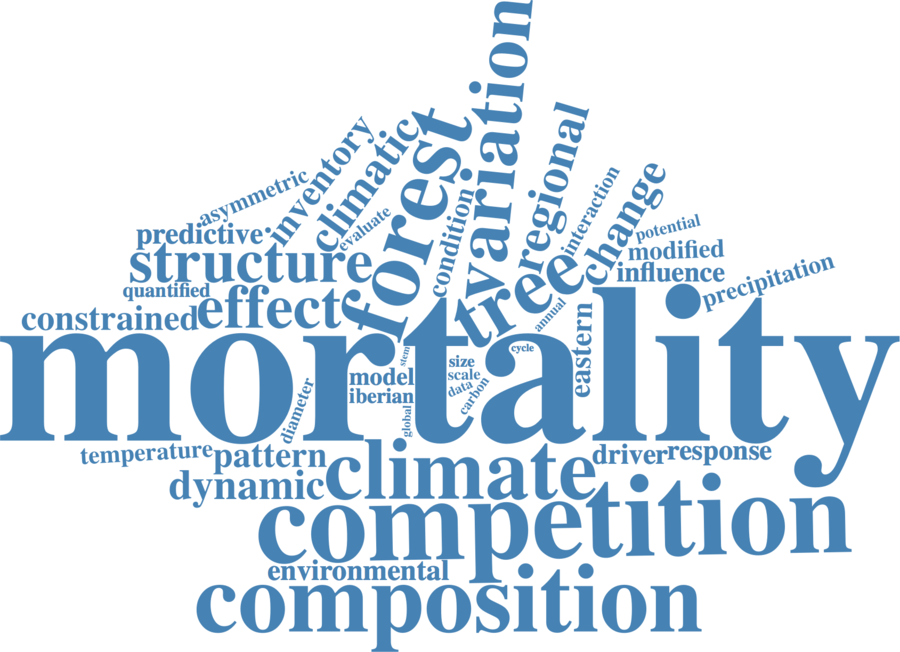 variation
forest
regional
inventory
climatic
asymmetric
interaction
change
condition
evaluate
potential
predictive
structure
modified
influence
precipitation
quantified
effect
tree
annual
constrained
eastern
mortality
cycle
stem
size
scale
data
carbon
model
iberian
global
diameter
temperature
pattern
climate
driver
response
dynamic
competition
environmental
composition